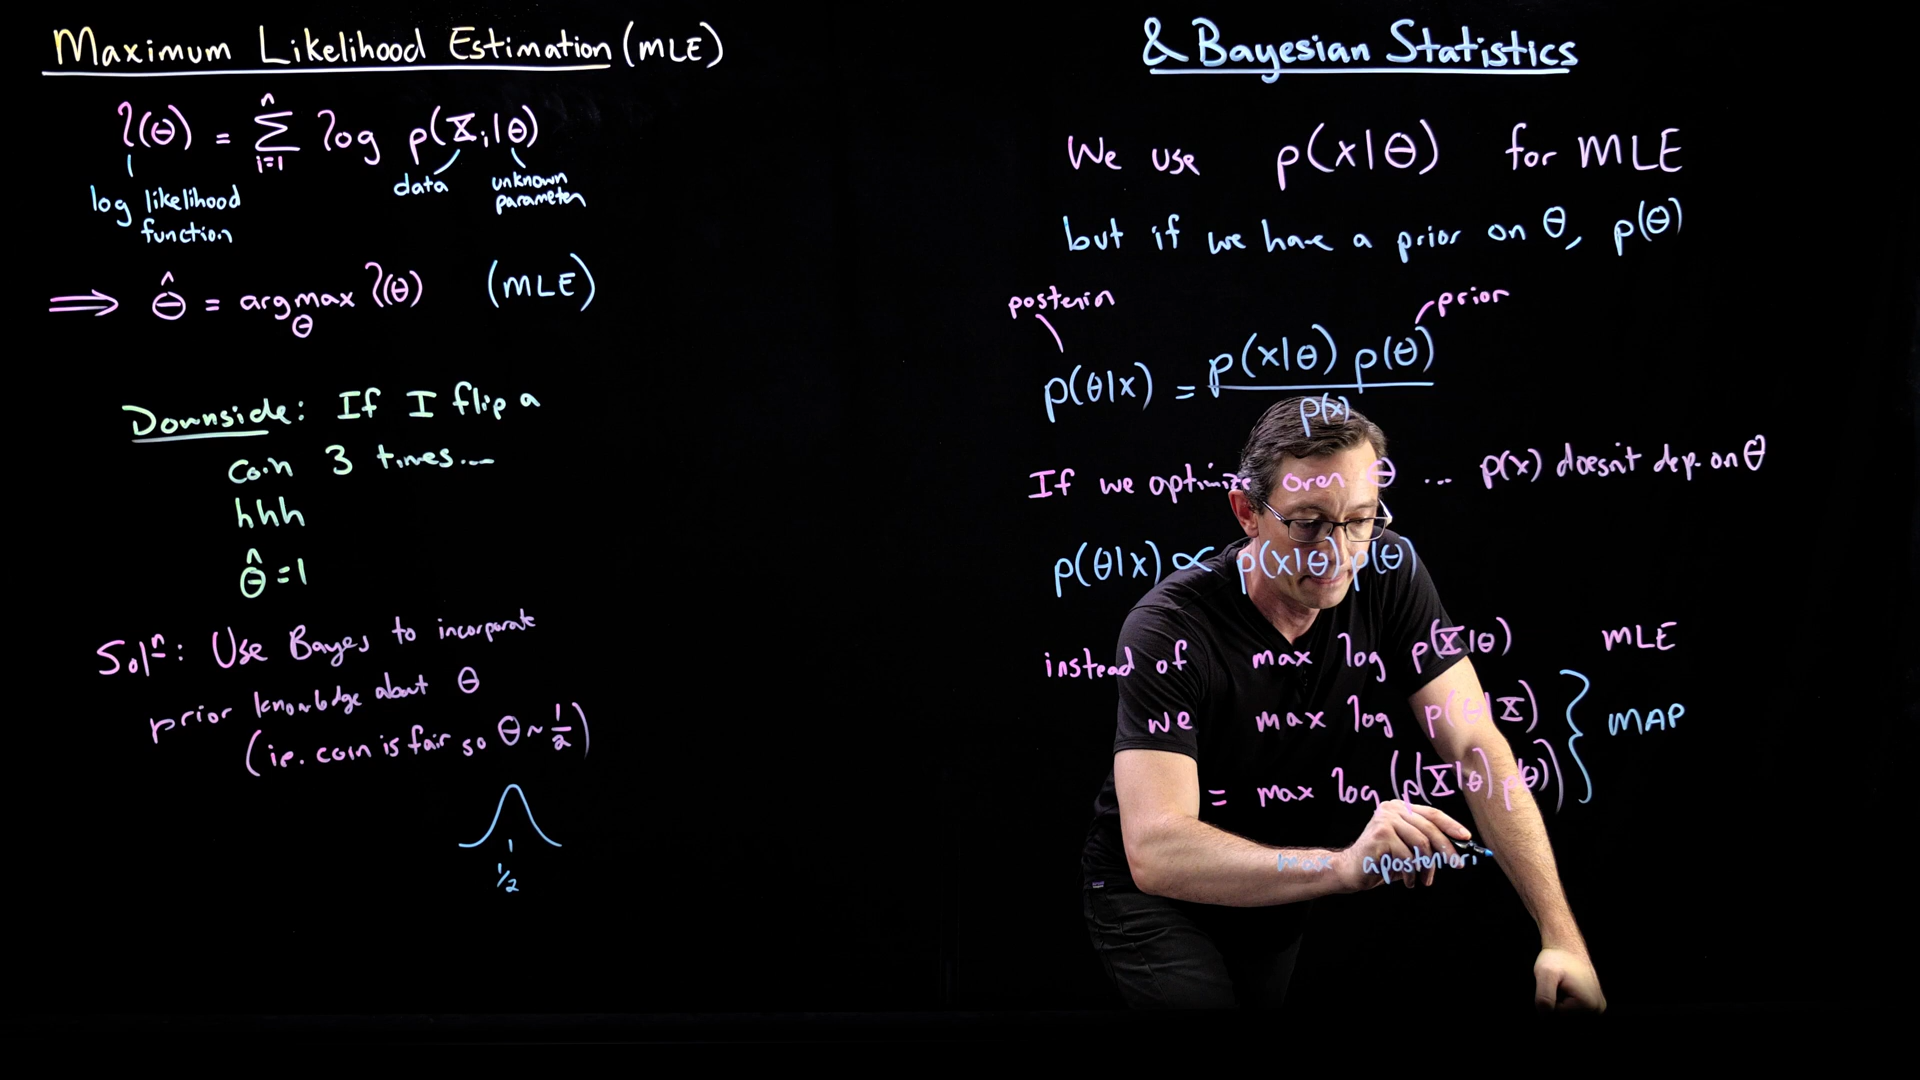 Maximum Likelihood Estimation (MLE)
ℓ(θ) = Σ_{i=1}^{n} log p(X_i|θ)
log likelihood function
data
unknown parameter
⟹ θ̂ = argmax_θ ℓ(θ) (MLE)
Downside: If I flip a
coin 3 times...
hhh
θ̂ = 1
Solⁿ: Use Bayes to incorporate
prior knowledge about θ
(ie. coin is fair so θ ~ 1/2)
1/2
& Bayesian Statistics
We use p(x|θ) for MLE
but if we have a prior on θ, p(θ)
posterior
prior
p(θ|x) = p(x|θ) p(θ) / p(x)
If we optimize over θ ... p(x) doesn't dep. on θ
p(θ|x) ∝ p(x|θ) p(θ)
instead of max log p(X|θ) MLE
we max log p(θ|X)
= max log (p(X|θ) p(θ))
MAP
max aposteriori